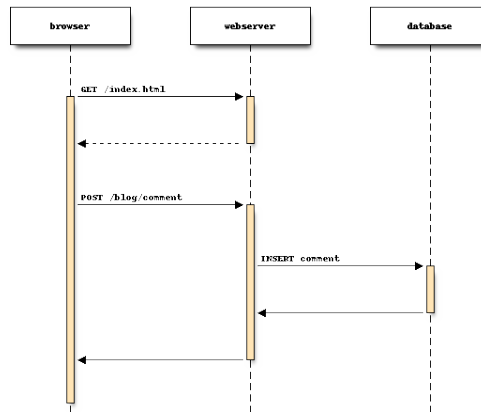 browser
webserver
database
GET /index.html
POST /blog/comment
INSERT comment